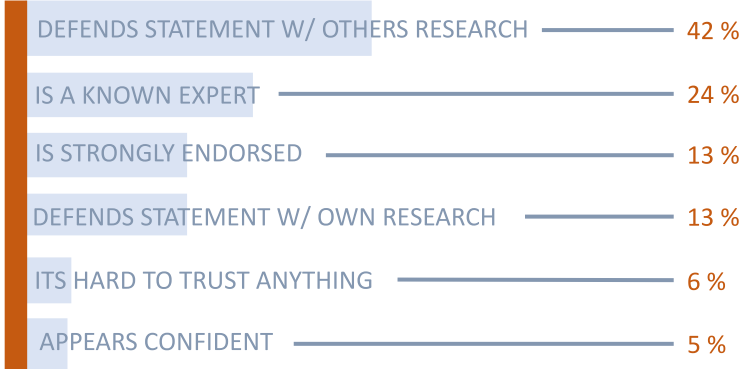 DEFENDS STATEMENT W/ OTHERS RESEARCH 42 %
IS A KNOWN EXPERT 24 %
IS STRONGLY ENDORSED 13 %
DEFENDS STATEMENT W/ OWN RESEARCH 13 %
ITS HARD TO TRUST ANYTHING 6 %
APPEARS CONFIDENT 5 %